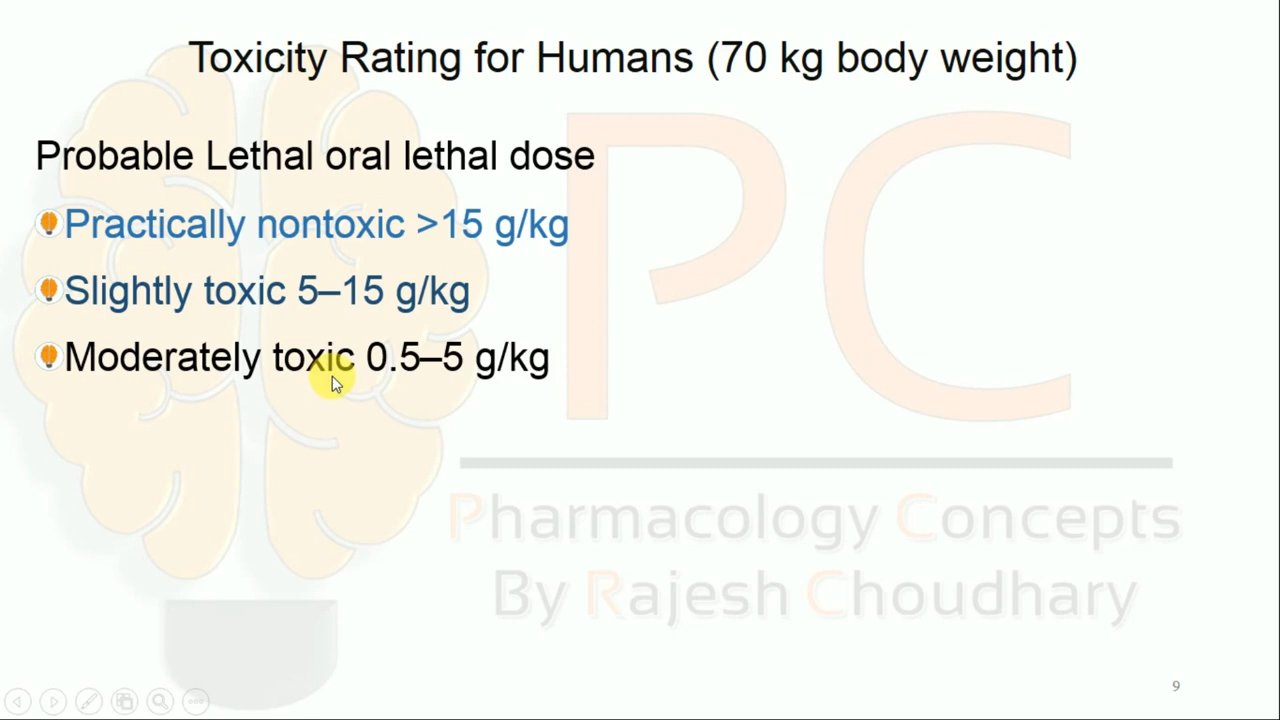 Toxicity Rating for Humans (70 kg body weight)
Probable Lethal oral lethal dose
Practically nontoxic >15 g/kg
Slightly toxic 5–15 g/kg
Moderately toxic 0.5–5 g/kg
PC
Pharmacology Concepts
By Rajesh Choudhary
9